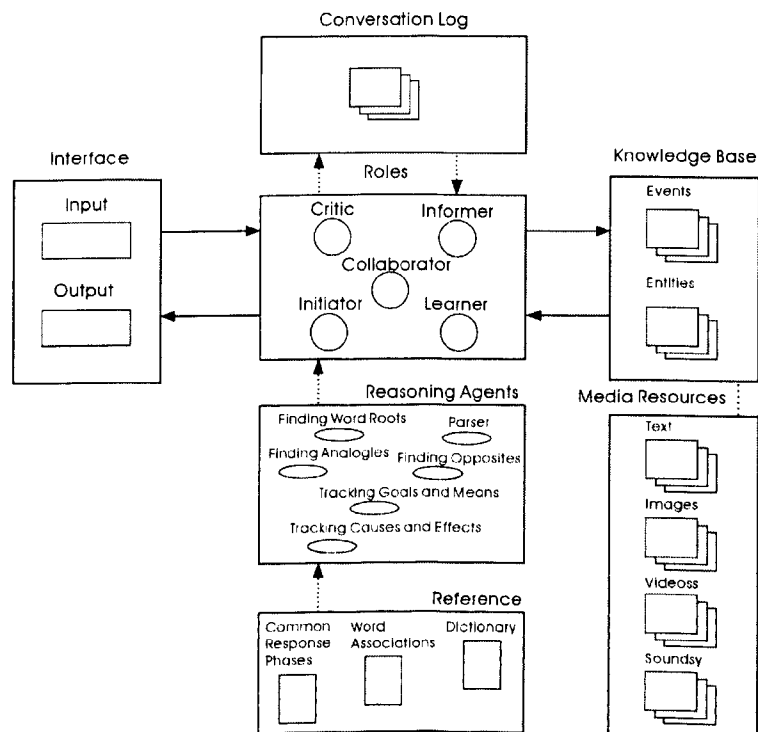 Conversation Log
Interface
Roles
Knowledge Base
Input
Output
Critic
Informer
Collaborator
Initiator
Learner
Events
Entities
Reasoning Agents
Finding Word Roots
Parser
Finding Analogies
Finding Opposites
Tracking Goals and Means
Tracking Causes and Effects
Media Resources
Text
Images
Videoss
Soundsy
Reference
Common
Response
Phases
Word
Associations
Dictionary